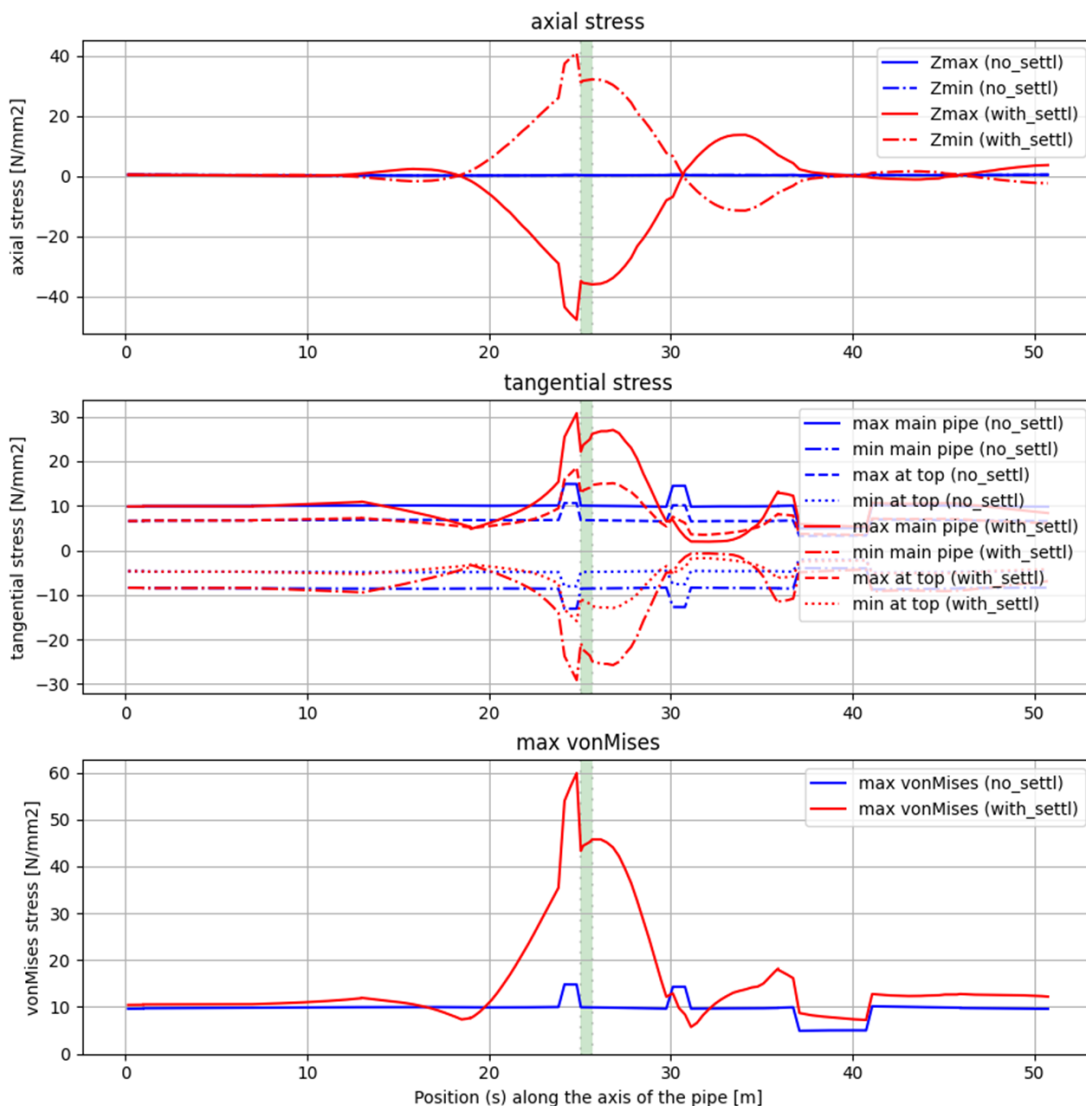 axial stress
axial stress [N/mm2]
40
20
0
−20
−40
Zmax (no_settl)
Zmin (no_settl)
Zmax (with_settl)
Zmin (with_settl)
0 10 20 30 40 50
tangential stress
tangential stress [N/mm2]
30
20
10
0
−10
−20
−30
max main pipe (no_settl)
min main pipe (no_settl)
max at top (no_settl)
min at top (no_settl)
max main pipe (with_settl)
min main pipe (with_settl)
max at top (with_settl)
min at top (with_settl)
0 10 20 30 40 50
max vonMises
vonMises stress [N/mm2]
60
50
40
30
20
10
0
max vonMises (no_settl)
max vonMises (with_settl)
0 10 20 30 40 50
Position (s) along the axis of the pipe [m]